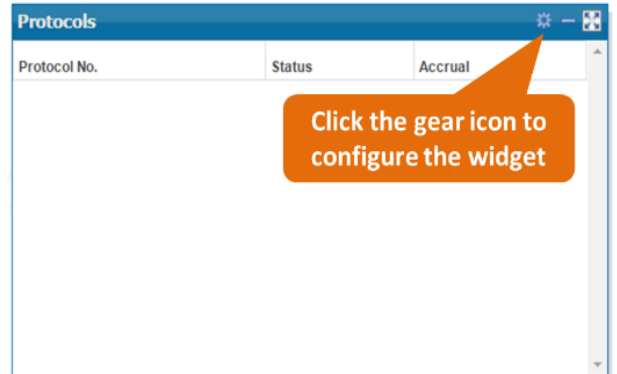 Protocols
Protocol No. Status Accrual
Click the gear icon to
configure the widget